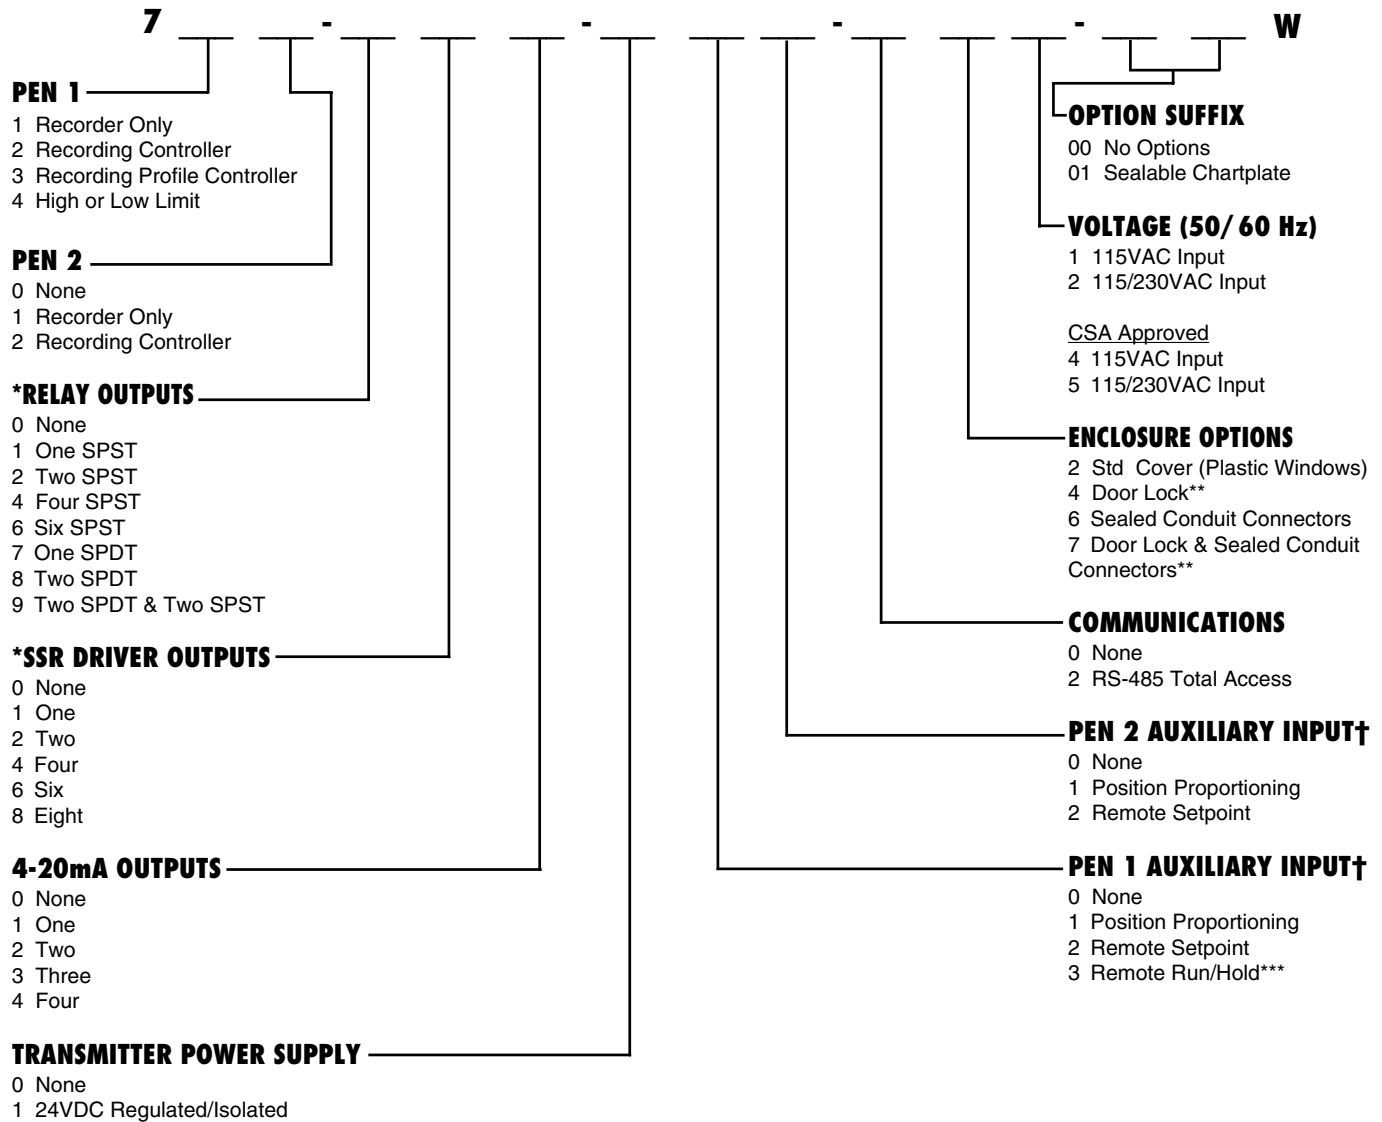 7 ___ ___ - ___ ___ ___ - ___ ___ ___ - ___ ___ ___ - ___ ___ W
PEN 1
1 Recorder Only
2 Recording Controller
3 Recording Profile Controller
4 High or Low Limit
PEN 2
0 None
1 Recorder Only
2 Recording Controller
*RELAY OUTPUTS
0 None
1 One SPST
2 Two SPST
4 Four SPST
6 Six SPST
7 One SPDT
8 Two SPDT
9 Two SPDT & Two SPST
*SSR DRIVER OUTPUTS
0 None
1 One
2 Two
4 Four
6 Six
8 Eight
4-20mA OUTPUTS
0 None
1 One
2 Two
3 Three
4 Four
TRANSMITTER POWER SUPPLY
0 None
1 24VDC Regulated/Isolated
OPTION SUFFIX
00 No Options
01 Sealable Chartplate
VOLTAGE (50/60 Hz)
1 115VAC Input
2 115/230VAC Input
CSA Approved
4 115VAC Input
5 115/230VAC Input
ENCLOSURE OPTIONS
2 Std Cover (Plastic Windows)
4 Door Lock**
6 Sealed Conduit Connectors
7 Door Lock & Sealed Conduit
Connectors**
COMMUNICATIONS
0 None
2 RS-485 Total Access
PEN 2 AUXILIARY INPUT†
0 None
1 Position Proportioning
2 Remote Setpoint
PEN 1 AUXILIARY INPUT†
0 None
1 Position Proportioning
2 Remote Setpoint
3 Remote Run/Hold***